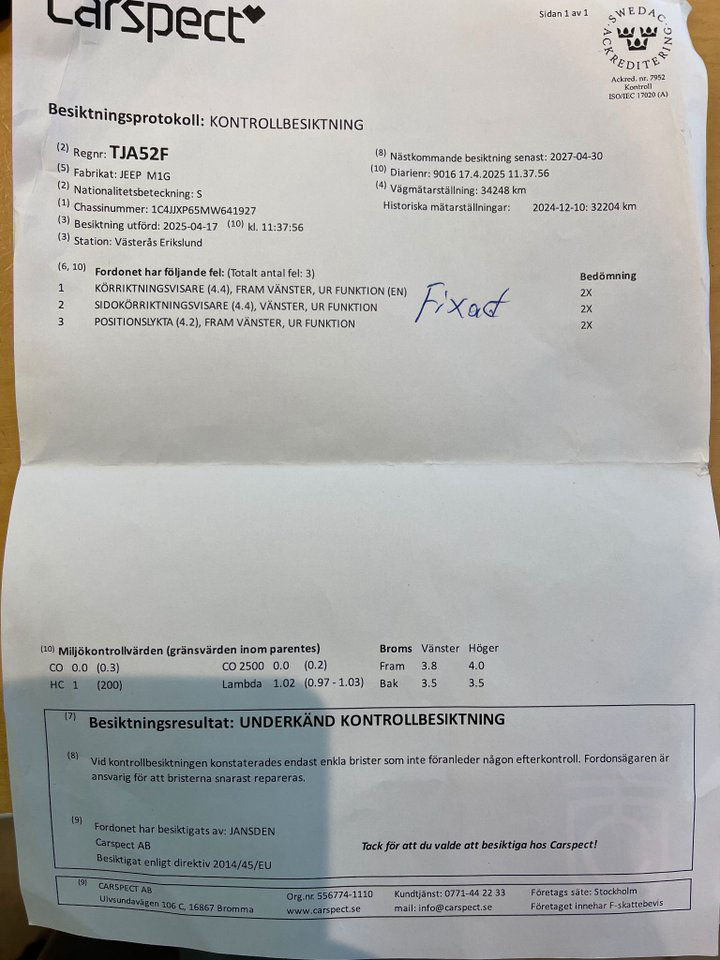 Carspect
Sidan 1 av 1
SWEDAC ACKREDITERING
Ackred. nr. 7952
Kontroll
ISO/IEC 17020 (A)
Besiktningsprotokoll: KONTROLLBESIKTNING
(2) Regnr: TJA52F
(5) Fabrikat: JEEP M1G
(2) Nationalitetsbeteckning: S
(1) Chassinummer: 1C4JJXP65MW641927
(3) Besiktning utförd: 2025-04-17 (10) kl. 11:37:56
(3) Station: Västerås Erikslund
(8) Nästkommande besiktning senast: 2027-04-30
(10) Diarienr: 9016 17.4.2025 11.37.56
(4) Vägmätarställning: 34248 km
Historiska mätarställningar: 2024-12-10: 32204 km
(6, 10) Fordonet har följande fel: (Totalt antal fel: 3) Bedömning
1 KÖRRIKTNINGSVISARE (4.4), FRAM VÄNSTER, UR FUNKTION (EN) 2X
2 SIDOKÖRRIKTNINGSVISARE (4.4), VÄNSTER, UR FUNKTION 2X
3 POSITIONSLYKTA (4.2), FRAM VÄNSTER, UR FUNKTION 2X
Fixad
(10) Miljökontrollvärden (gränsvärden inom parentes)
CO 0.0 (0.3) CO 2500 0.0 (0.2)
HC 1 (200) Lambda 1.02 (0.97 - 1.03)
Broms Vänster Höger
Fram 3.8 4.0
Bak 3.5 3.5
(7) Besiktningsresultat: UNDERKÄND KONTROLLBESIKTNING
(8) Vid kontrollbesiktningen konstaterades endast enkla brister som inte föranleder någon efterkontroll. Fordonsägaren är
ansvarig för att bristerna snarast repareras.
(9) Fordonet har besiktigats av: JANSDEN
Carspect AB
Besiktigat enligt direktiv 2014/45/EU
Tack för att du valde att besiktiga hos Carspect!
(9) CARSPECT AB
Ulvsundavägen 106 C, 16867 Bromma
Org.nr. 556774-1110
www.carspect.se
Kundtjänst: 0771-44 22 33
mail: info@carspect.se
Företags säte: Stockholm
Företaget innehar F-skattebevis